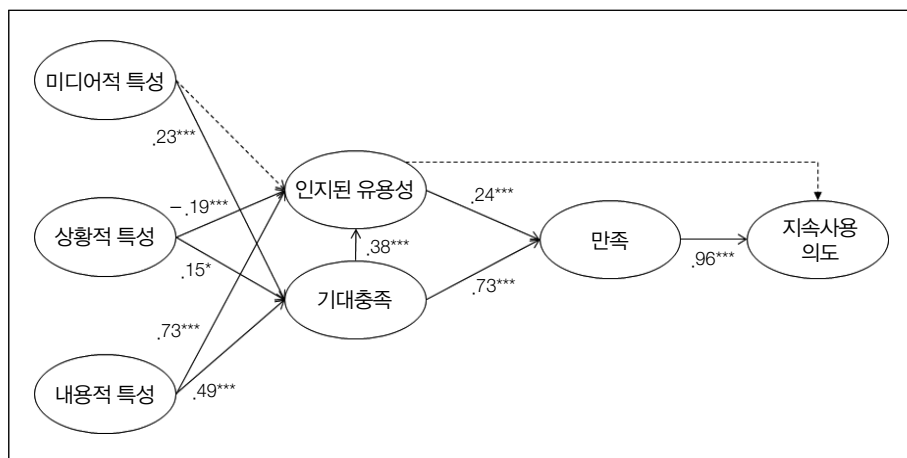 미디어적 특성
.23***
인지된 유용성
－.19***
.24***
상황적 특성
만족
지속사용
의도
.38***
.15*
.96***
기대충족
.73***
.73***
내용적 특성
.49***